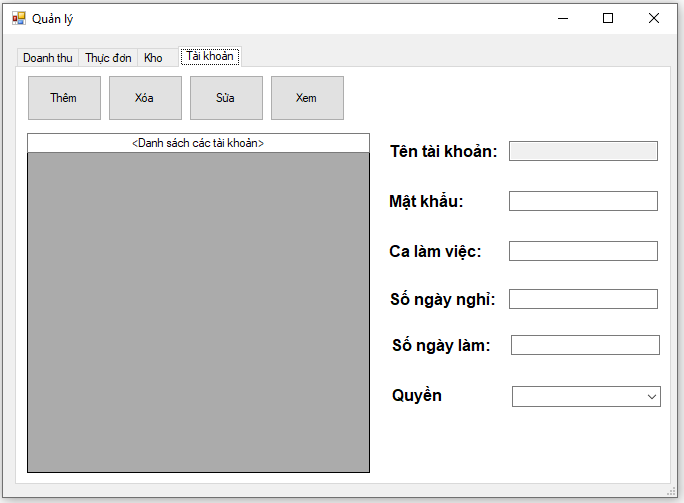 Quản lý
Doanh thu Thực đơn Kho Tài khoản
Thêm Xóa Sửa Xem
<Danh sách các tài khoản>
Tên tài khoản:
Mật khẩu:
Ca làm việc:
Số ngày nghỉ:
Số ngày làm:
Quyền